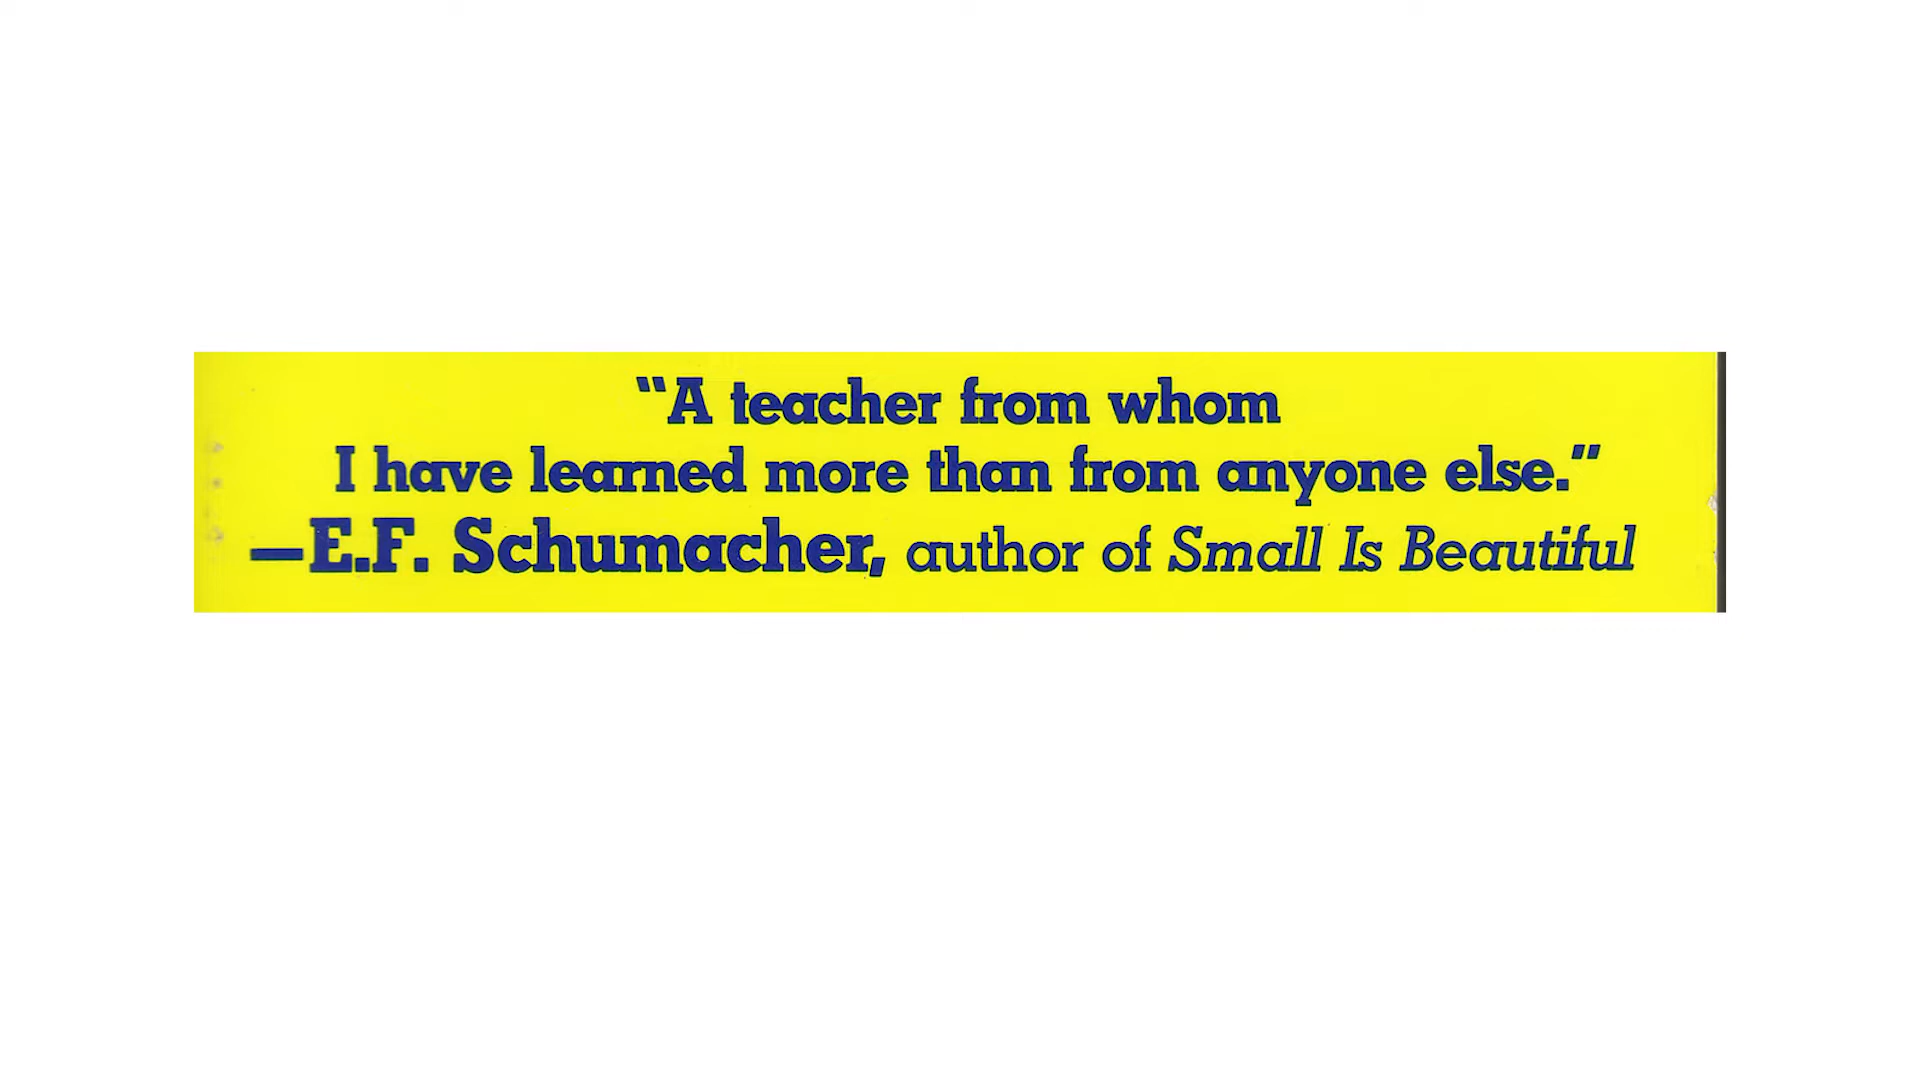 "A teacher from whom
I have learned more than from anyone else."
—E.F. Schumacher, author of Small Is Beautiful